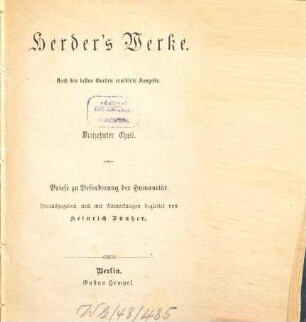 Herder's Werke.
Nach den besten Quellen revidirte Ausgabe.
Dreizehnter Theil.
Briefe zu Beförderung der Humanität.
Herausgegeben und mit Anmerkungen begleitet von
Heinrich Düntzer.
Berlin.
Gustav Hempel.